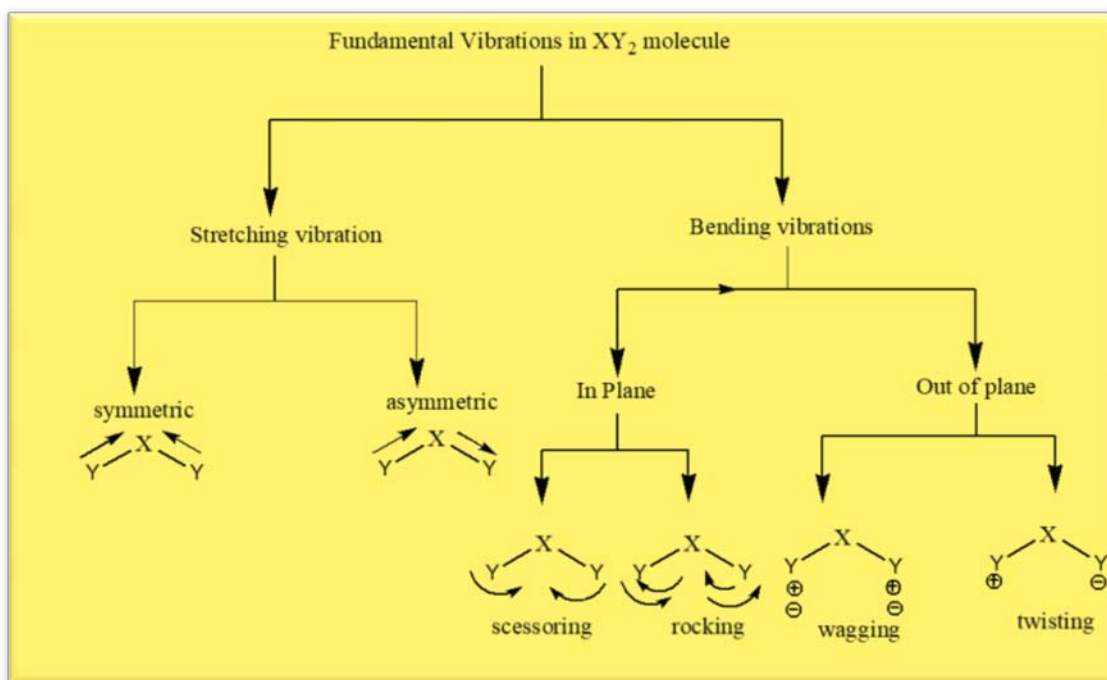 Fundamental Vibrations in XY₂ molecule
Stretching vibration
Bending vibrations
symmetric
asymmetric
In Plane
Out of plane
X
Y Y
X
Y Y
X
Y Y
scessoring
X
Y Y
rocking
X
Y Y
⊕ ⊕
⊖ ⊖
wagging
X
Y Y
⊕ ⊖
twisting